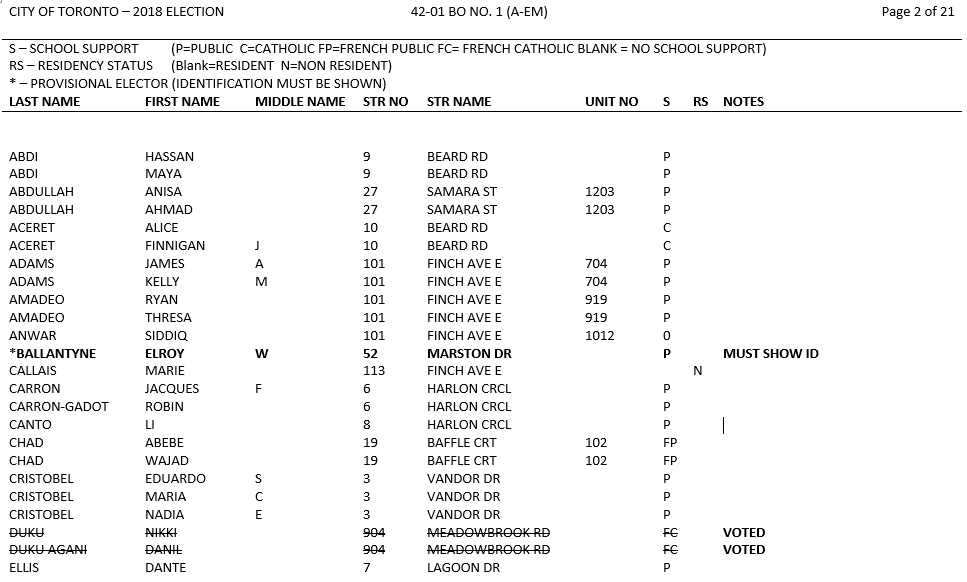 CITY OF TORONTO – 2018 ELECTION 42-01 BO NO. 1 (A-EM) Page 2 of 21
S – SCHOOL SUPPORT (P=PUBLIC C=CATHOLIC FP=FRENCH PUBLIC FC= FRENCH CATHOLIC BLANK = NO SCHOOL SUPPORT)
RS – RESIDENCY STATUS (Blank=RESIDENT N=NON RESIDENT)
* – PROVISIONAL ELECTOR (IDENTIFICATION MUST BE SHOWN)
LAST NAME FIRST NAME MIDDLE NAME STR NO STR NAME UNIT NO S RS NOTES
ABDI HASSAN 9 BEARD RD P
ABDI MAYA 9 BEARD RD P
ABDULLAH ANISA 27 SAMARA ST 1203 P
ABDULLAH AHMAD 27 SAMARA ST 1203 P
ACERET ALICE 10 BEARD RD C
ACERET FINNIGAN J 10 BEARD RD C
ADAMS JAMES A 101 FINCH AVE E 704 P
ADAMS KELLY M 101 FINCH AVE E 704 P
AMADEO RYAN 101 FINCH AVE E 919 P
AMADEO THRESA 101 FINCH AVE E 919 P
ANWAR SIDDIQ 101 FINCH AVE E 1012 0
*BALLANTYNE ELROY W 52 MARSTON DR P MUST SHOW ID
CALLAIS MARIE 113 FINCH AVE E N
CARRON JACQUES F 6 HARLON CRCL P
CARRON-GADOT ROBIN 6 HARLON CRCL P
CANTO LI 8 HARLON CRCL P
CHAD ABEBE 19 BAFFLE CRT 102 FP
CHAD WAJAD 19 BAFFLE CRT 102 FP
CRISTOBEL EDUARDO S 3 VANDOR DR P
CRISTOBEL MARIA C 3 VANDOR DR P
CRISTOBEL NADIA E 3 VANDOR DR P
DUKU NIKKI 904 MEADOWBROOK RD FC VOTED
DUKU AGANI DANIL 904 MEADOWBROOK RD FC VOTED
ELLIS DANTE 7 LAGOON DR P